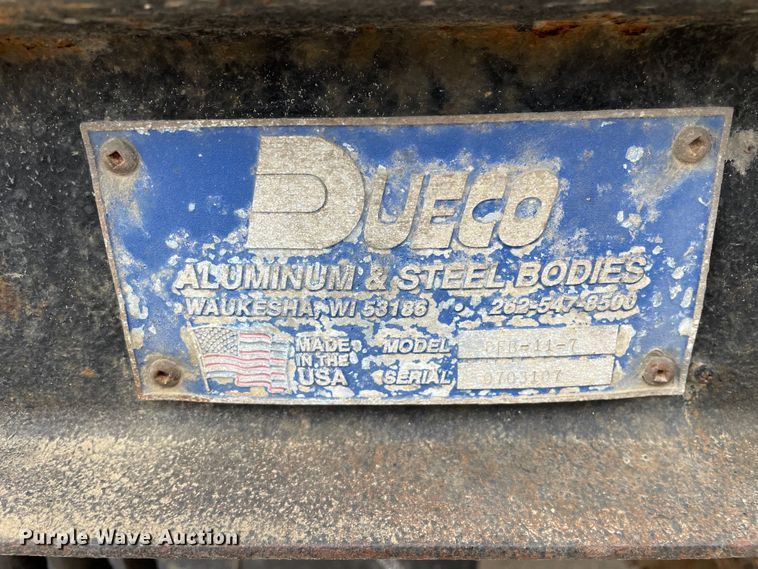 DUECO
ALUMINUM & STEEL BODIES
WAUKESHA, WI 53186 • 262-547-8500
MADE IN THE USA
MODEL
SERIAL 0703107
Purple Wave Auction